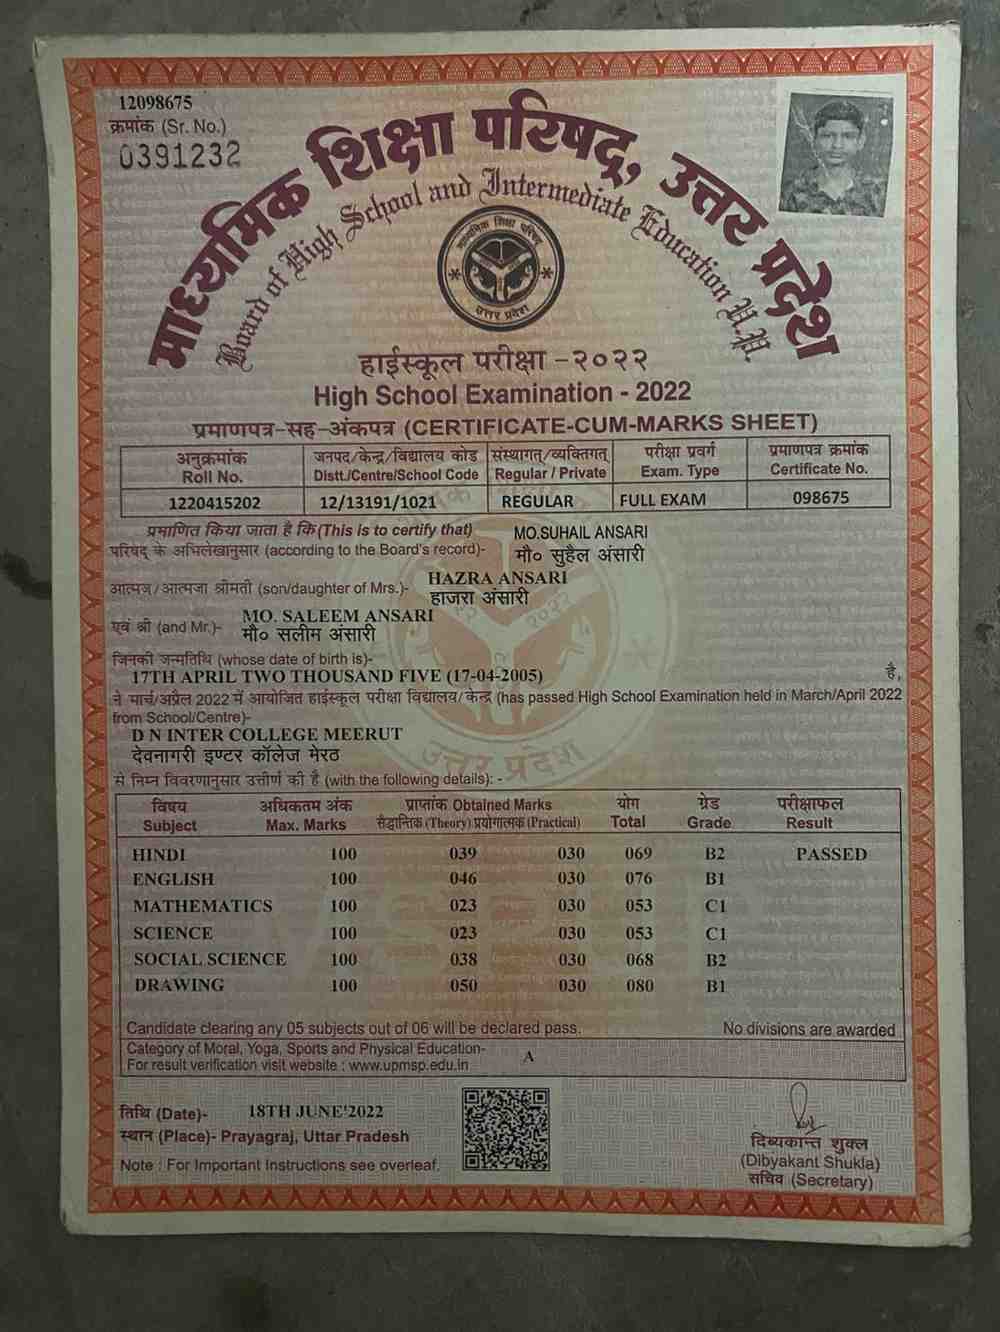 12098675
क्रमांक (Sr. No.)
0391232
माध्यमिक शिक्षा परिषद्, उत्तर प्रदेश
Board of High School and Intermediate Education U.P.
माध्यमिक शिक्षा परिषद्
उत्तर प्रदेश
हाईस्कूल परीक्षा -२०२२
High School Examination - 2022
प्रमाणपत्र-सह-अंकपत्र (CERTIFICATE-CUM-MARKS SHEET)
अनुक्रमांक जनपद/केन्द्र/विद्यालय कोड संस्थागत्/व्यक्तिगत् परीक्षा प्रवर्ग प्रमाणपत्र क्रमांक
Roll No. Distt./Centre/School Code Regular / Private Exam. Type Certificate No.
1220415202 12/13191/1021 REGULAR FULL EXAM 098675
प्रमाणित किया जाता है कि (This is to certify that) MO.SUHAIL ANSARI
परिषद् के अभिलेखानुसार (according to the Board's record)- मौ० सुहैल अंसारी
HAZRA ANSARI
आत्मज/आत्मजा श्रीमती (son/daughter of Mrs.)- हाजरा अंसारी
MO. SALEEM ANSARI
एवं श्री (and Mr.)- मौ० सलीम अंसारी
जिनकी जन्मतिथि (whose date of birth is)-
17TH APRIL TWO THOUSAND FIVE (17-04-2005) है,
ने मार्च/अप्रैल 2022 में आयोजित हाईस्कूल परीक्षा विद्यालय/केन्द्र (has passed High School Examination held in March/April 2022
from School/Centre)-
D N INTER COLLEGE MEERUT
देवनागरी इण्टर कॉलेज मेरठ
उत्तर प्रदेश
से निम्न विवरणानुसार उत्तीर्ण की है (with the following details): -
विषय अधिकतम अंक प्राप्तांक Obtained Marks योग ग्रेड परीक्षाफल
Subject Max. Marks सैद्धान्तिक (Theory) प्रयोगात्मक (Practical) Total Grade Result
HINDI 100 039 030 069 B2 PASSED
ENGLISH 100 046 030 076 B1
MATHEMATICS 100 023 030 053 C1
SCIENCE 100 023 030 053 C1
SOCIAL SCIENCE 100 038 030 068 B2
DRAWING 100 050 030 080 B1
Candidate clearing any 05 subjects out of 06 will be declared pass. No divisions are awarded
Category of Moral, Yoga, Sports and Physical Education- A
For result verification visit website : www.upmsp.edu.in
तिथि (Date)- 18TH JUNE'2022
स्थान (Place)- Prayagraj, Uttar Pradesh
Note : For Important Instructions see overleaf.
दिब्यकान्त शुक्ल
(Dibyakant Shukla)
सचिव (Secretary)